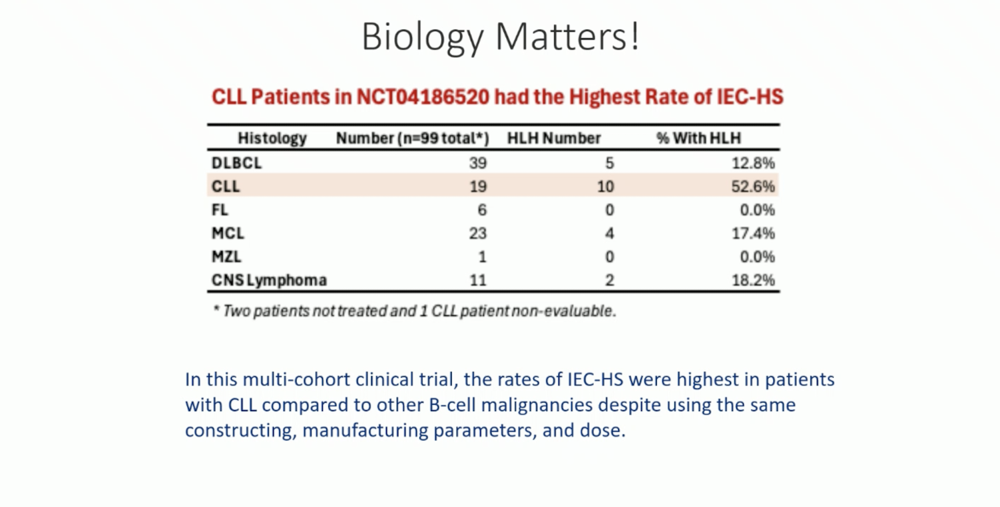 Biology Matters!
CLL Patients in NCT04186520 had the Highest Rate of IEC-HS
Histology Number (n=99 total*) HLH Number % With HLH
DLBCL 39 5 12.8%
CLL 19 10 52.6%
FL 6 0 0.0%
MCL 23 4 17.4%
MZL 1 0 0.0%
CNS Lymphoma 11 2 18.2%
* Two patients not treated and 1 CLL patient non-evaluable.
In this multi-cohort clinical trial, the rates of IEC-HS were highest in patients
with CLL compared to other B-cell malignancies despite using the same
constructing, manufacturing parameters, and dose.